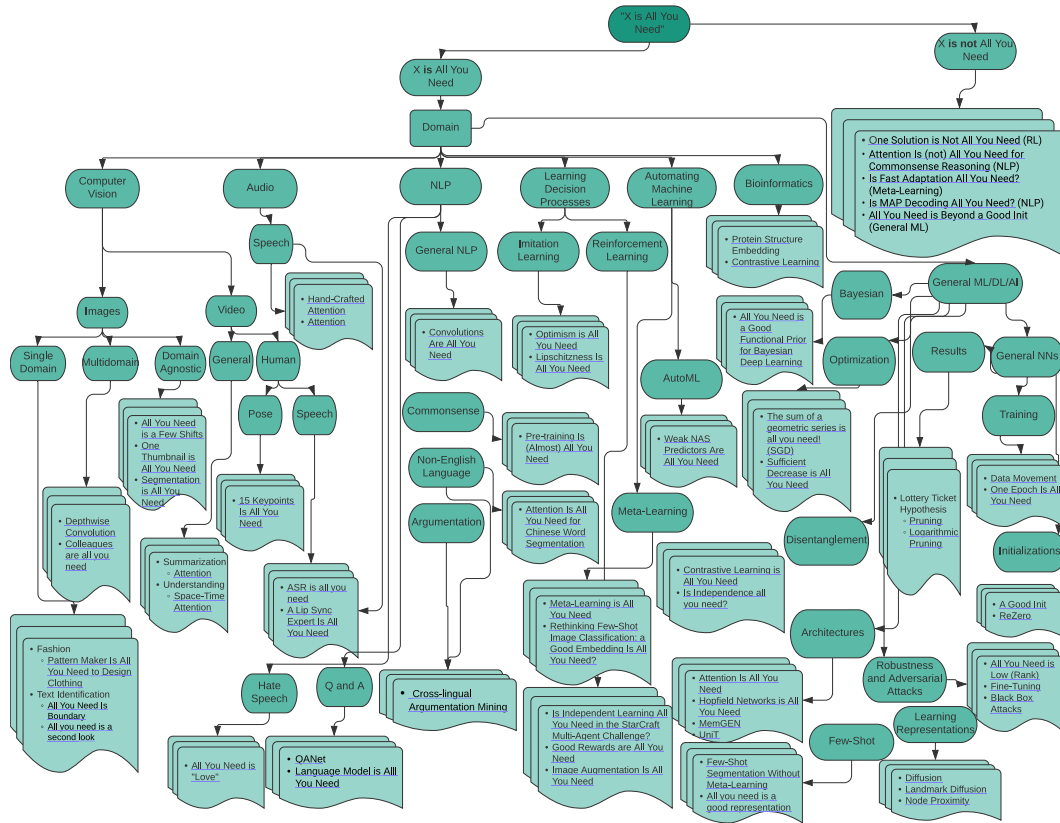 "X is All You
Need"
X is All You
Need
X is not All You
Need
Domain
• One Solution is Not All You Need (RL)
• Attention Is (not) All You Need for
Commonsense Reasoning (NLP)
• Is Fast Adaptation All You Need?
(Meta-Learning)
• Is MAP Decoding All You Need? (NLP)
• All You Need is Beyond a Good Init
(General ML)
Computer
Vision
Audio
NLP
Learning
Decision
Processes
Automating
Machine
Learning
Bioinformatics
Speech
General NLP
Imitation
Learning
Reinforcement
Learning
• Protein Structure
Embedding
• Contrastive Learning
General ML/DL/AI
Bayesian
• Hand-Crafted
Attention
• Attention
Images
Video
• Convolutions
Are All You
Need
• Optimism is All
You Need
• Lipschitzness Is
All You Need
• All You Need is
a Good
Functional Prior
for Bayesian
Deep Learning
Optimization
Results
General NNs
Single
Domain
Multidomain
Domain
Agnostic
General
Human
AutoML
Training
Pose
Speech
Commonsense
• All You Need
is a Few Shifts
• One
Thumbnail is
All You Need
• Segmentation
is All You
Need
• Pre-training Is
(Almost) All You
Need
• Weak NAS
Predictors Are
All You Need
• The sum of a
geometric series is
all you need!
(SGD)
• Sufficient
Decrease is All You
Need
Non-English
Language
• Data Movement
• One Epoch Is All
You Need
• 15 Keypoints
Is All You
Need
• Lottery Ticket
Hypothesis
◦ Pruning
◦ Logarithmic
Pruning
Argumentation
• Attention Is All
You Need for
Chinese Word
Segmentation
Meta-Learning
• Depthwise
Convolution
• Colleagues
are all you
need
Disentanglement
Initializations
• Summarization
◦ Attention
• Understanding
◦ Space-Time
Attention
• Contrastive Learning is
All You Need
• Is Independence all
you need?
• ASR is all you
need
• A Lip Sync
Expert Is All
You Need
• Meta-Learning is All
You Need
• Rethinking Few-Shot
Image Classification: a
Good Embedding Is All
You Need?
• A Good Init
• ReZero
Architectures
• Fashion
◦ Pattern Maker Is All
You Need to Design
Clothing
• Text Identification
◦ All You Need Is
Boundary
◦ All you need is a
second look
Robustness
and Adversarial
Attacks
• All You Need is
Low (Rank)
• Fine-Tuning
• Black Box
Attacks
Hate
Speech
Q and A
• Cross-lingual
Argumentation Mining
• Attention Is All You
Need
• Hopfield Networks is All
You Need
• MemGEN
• UniT
• Is Independent Learning All
You Need in the StarCraft
Multi-Agent Challenge?
• Good Rewards are All You
Need
• Image Augmentation Is All
You Need
Learning
Representations
Few-Shot
• All You Need is
"Love"
• QANet
• Language Model is Alll
You Need
• Few-Shot
Segmentation Without
Meta-Learning
• All you need is a
good representation
• Diffusion
• Landmark Diffusion
• Node Proximity